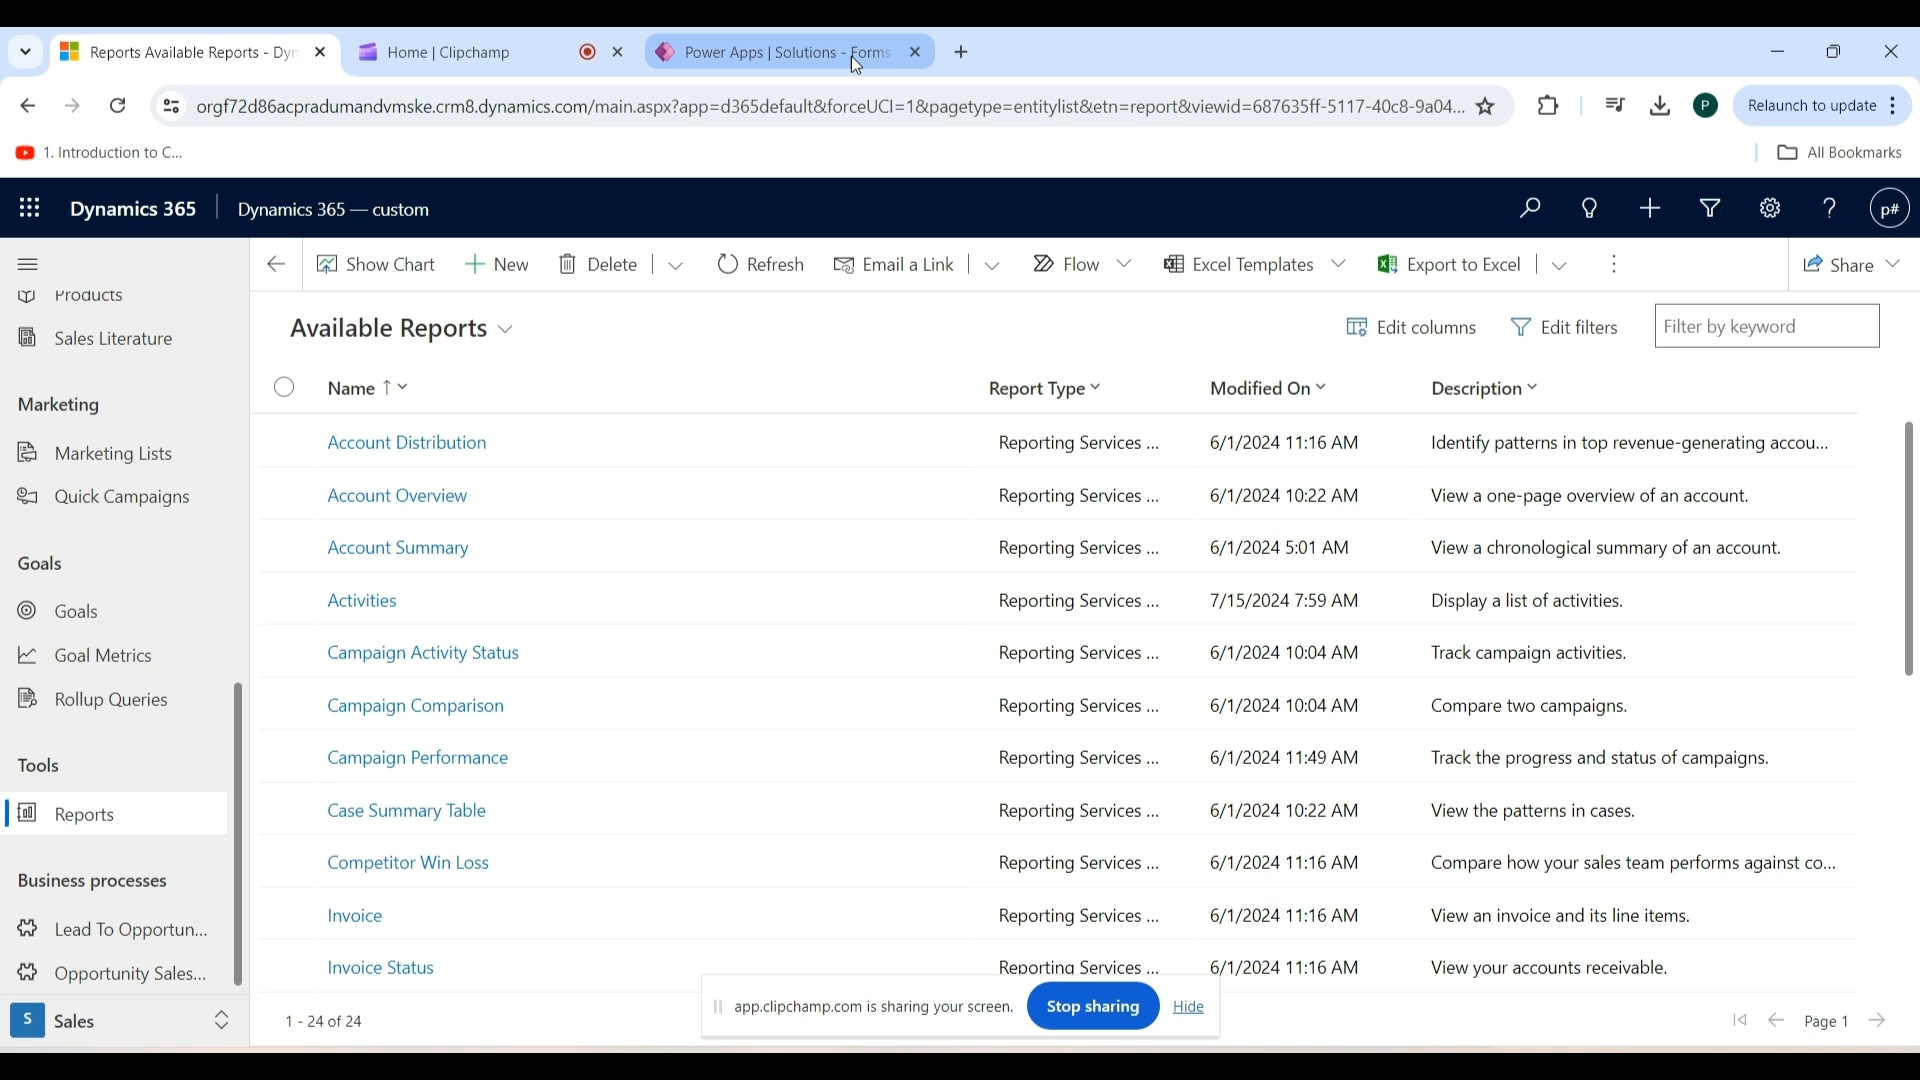 Reports Available Reports - Dyn
Home | Clipchamp
Power Apps | Solutions - Forms
orgf72d86acpradumandvmske.crm8.dynamics.com/main.aspx?app=d365default&forceUCI=1&pagetype=entitylist&etn=report&viewid=687635ff-5117-40c8-9a04...
P
Relaunch to update
1. Introduction to C...
All Bookmarks
Dynamics 365
Dynamics 365 — custom
p#
Show Chart
New
Delete
Refresh
Email a Link
Flow
Excel Templates
Export to Excel
Share
Products
Sales Literature
Marketing
Marketing Lists
Quick Campaigns
Goals
Goals
Goal Metrics
Rollup Queries
Tools
Reports
Business processes
Lead To Opportun...
Opportunity Sales...
S Sales
Available Reports
Edit columns
Edit filters
Filter by keyword
Name Report Type Modified On Description
Account Distribution Reporting Services ... 6/1/2024 11:16 AM Identify patterns in top revenue-generating accou...
Account Overview Reporting Services ... 6/1/2024 10:22 AM View a one-page overview of an account.
Account Summary Reporting Services ... 6/1/2024 5:01 AM View a chronological summary of an account.
Activities Reporting Services ... 7/15/2024 7:59 AM Display a list of activities.
Campaign Activity Status Reporting Services ... 6/1/2024 10:04 AM Track campaign activities.
Campaign Comparison Reporting Services ... 6/1/2024 10:04 AM Compare two campaigns.
Campaign Performance Reporting Services ... 6/1/2024 11:49 AM Track the progress and status of campaigns.
Case Summary Table Reporting Services ... 6/1/2024 10:22 AM View the patterns in cases.
Competitor Win Loss Reporting Services ... 6/1/2024 11:16 AM Compare how your sales team performs against co...
Invoice Reporting Services ... 6/1/2024 11:16 AM View an invoice and its line items.
Invoice Status Reporting Services ... 6/1/2024 11:16 AM View your accounts receivable.
app.clipchamp.com is sharing your screen.
Stop sharing
Hide
1 - 24 of 24
Page 1